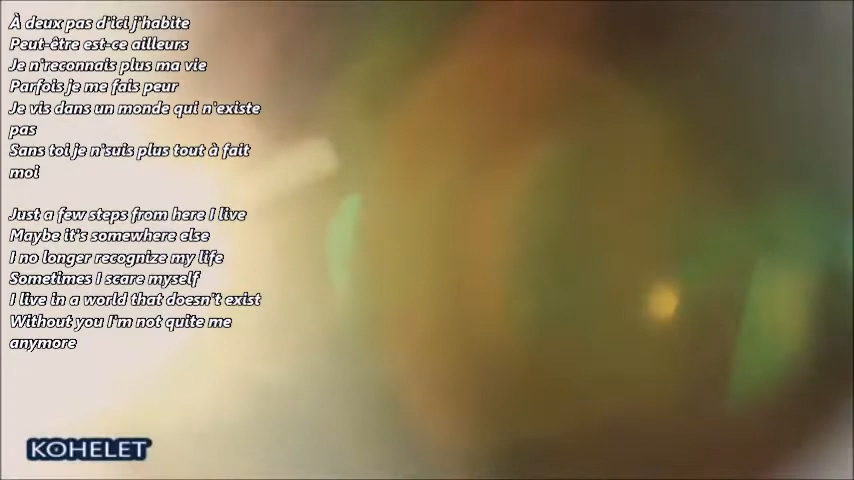 À deux pas d'ici j'habite
Peut-être est-ce ailleurs
Je n'reconnais plus ma vie
Parfois je me fais peur
Je vis dans un monde qui n'existe
pas
Sans toi je n'suis plus tout à fait
moi
Just a few steps from here I live
Maybe it's somewhere else
I no longer recognize my life
Sometimes I scare myself
I live in a world that doesn't exist
Without you I'm not quite me
anymore
KOHELET